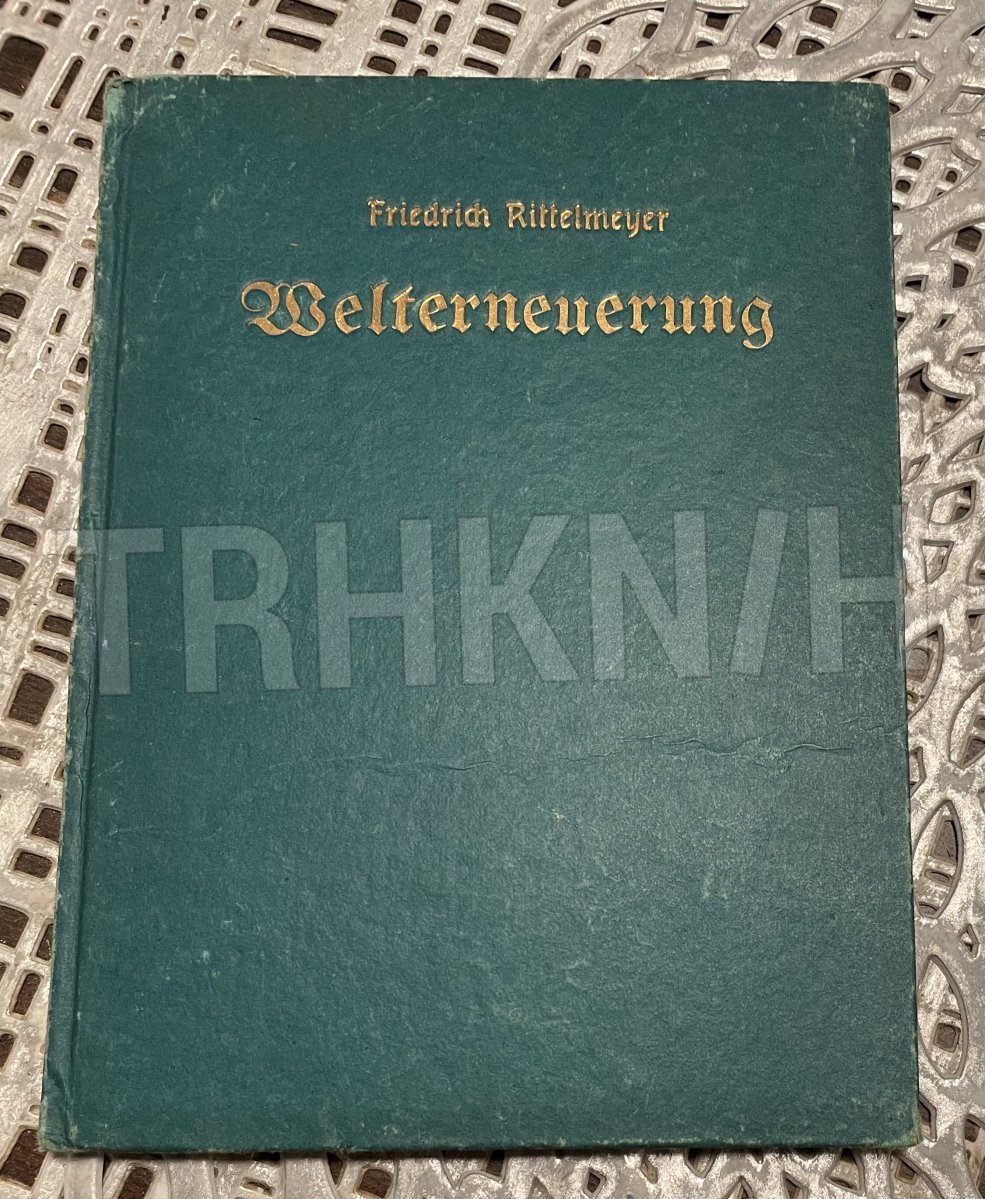 Friedrich Rittelmeyer
Welterneuerung
TRHKN/H